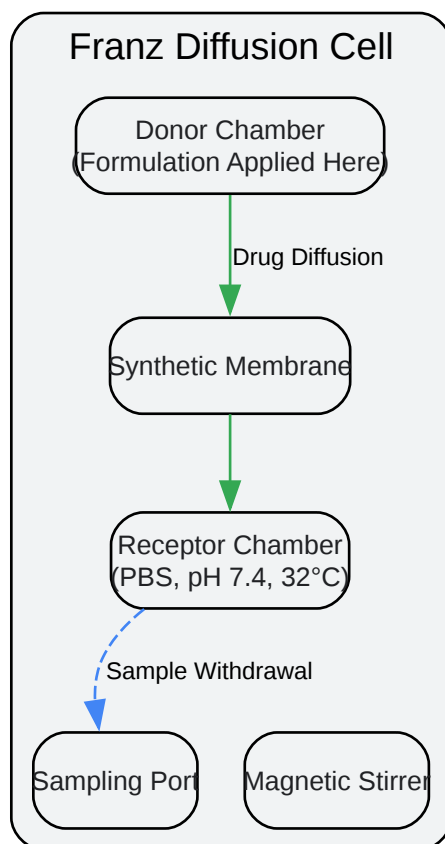 Franz Diffusion Cell
Donor Chamber
(Formulation Applied Here)
Drug Diffusion
Synthetic Membrane
Receptor Chamber
(PBS, pH 7.4, 32°C)
Sample Withdrawal
Sampling Port
Magnetic Stirrer